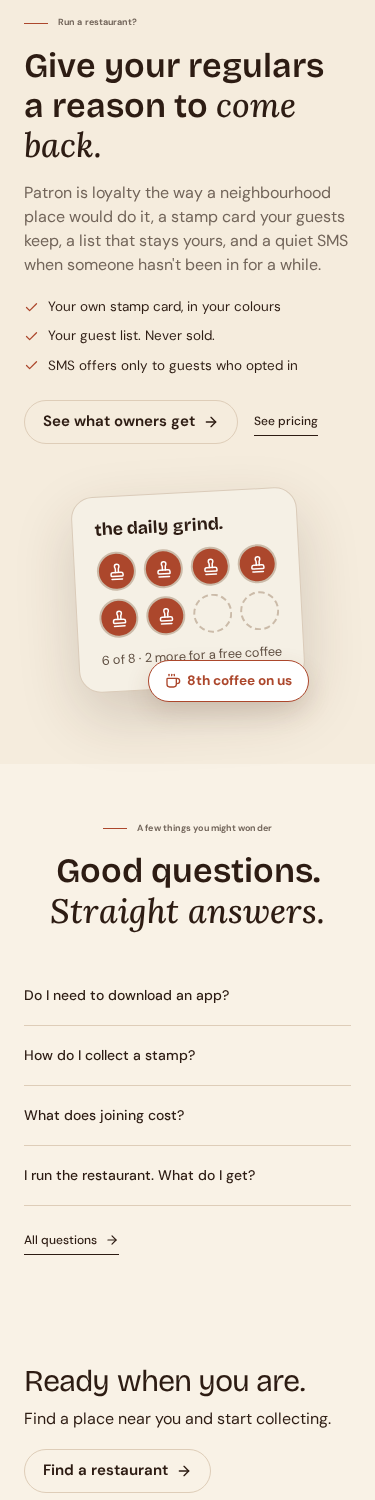 Run a restaurant?
Give your regulars
a reason to come
back.
Patron is loyalty the way a neighbourhood
place would do it, a stamp card your guests
keep, a list that stays yours, and a quiet SMS
when someone hasn't been in for a while.
Your own stamp card, in your colours
Your guest list. Never sold.
SMS offers only to guests who opted in
See what owners get
See pricing
the daily grind.
6 of 8 · 2 more for a free coffee
8th coffee on us
A few things you might wonder
Good questions.
Straight answers.
Do I need to download an app?
How do I collect a stamp?
What does joining cost?
I run the restaurant. What do I get?
All questions
Ready when you are.
Find a place near you and start collecting.
Find a restaurant